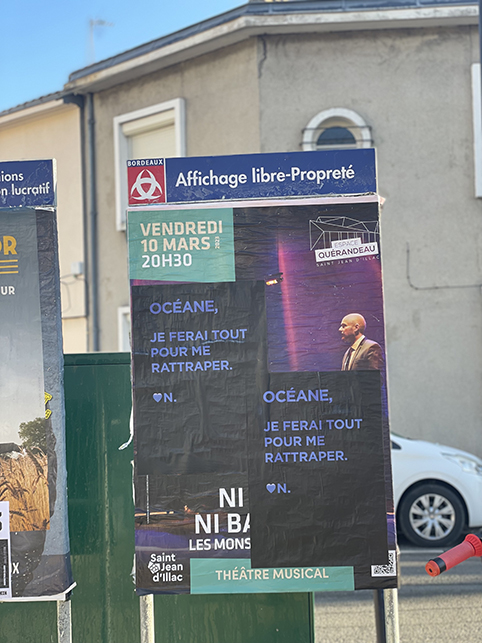 ions
on lucratif
BORDEAUX
Affichage libre-Propreté
OR
UR
VENDREDI
10 MARS 2023
20H30
ESPACE
QUÉRANDEAU
SAINT JEAN D'ILLAC
OCÉANE,
JE FERAI TOUT
POUR ME
RATTRAPER.
♥N.
OCÉANE,
JE FERAI TOUT
POUR ME
RATTRAPER.
♥N.
NI
NI BA
LES MONS
Saint
Jean
d'Illac
THÉÂTRE MUSICAL
X